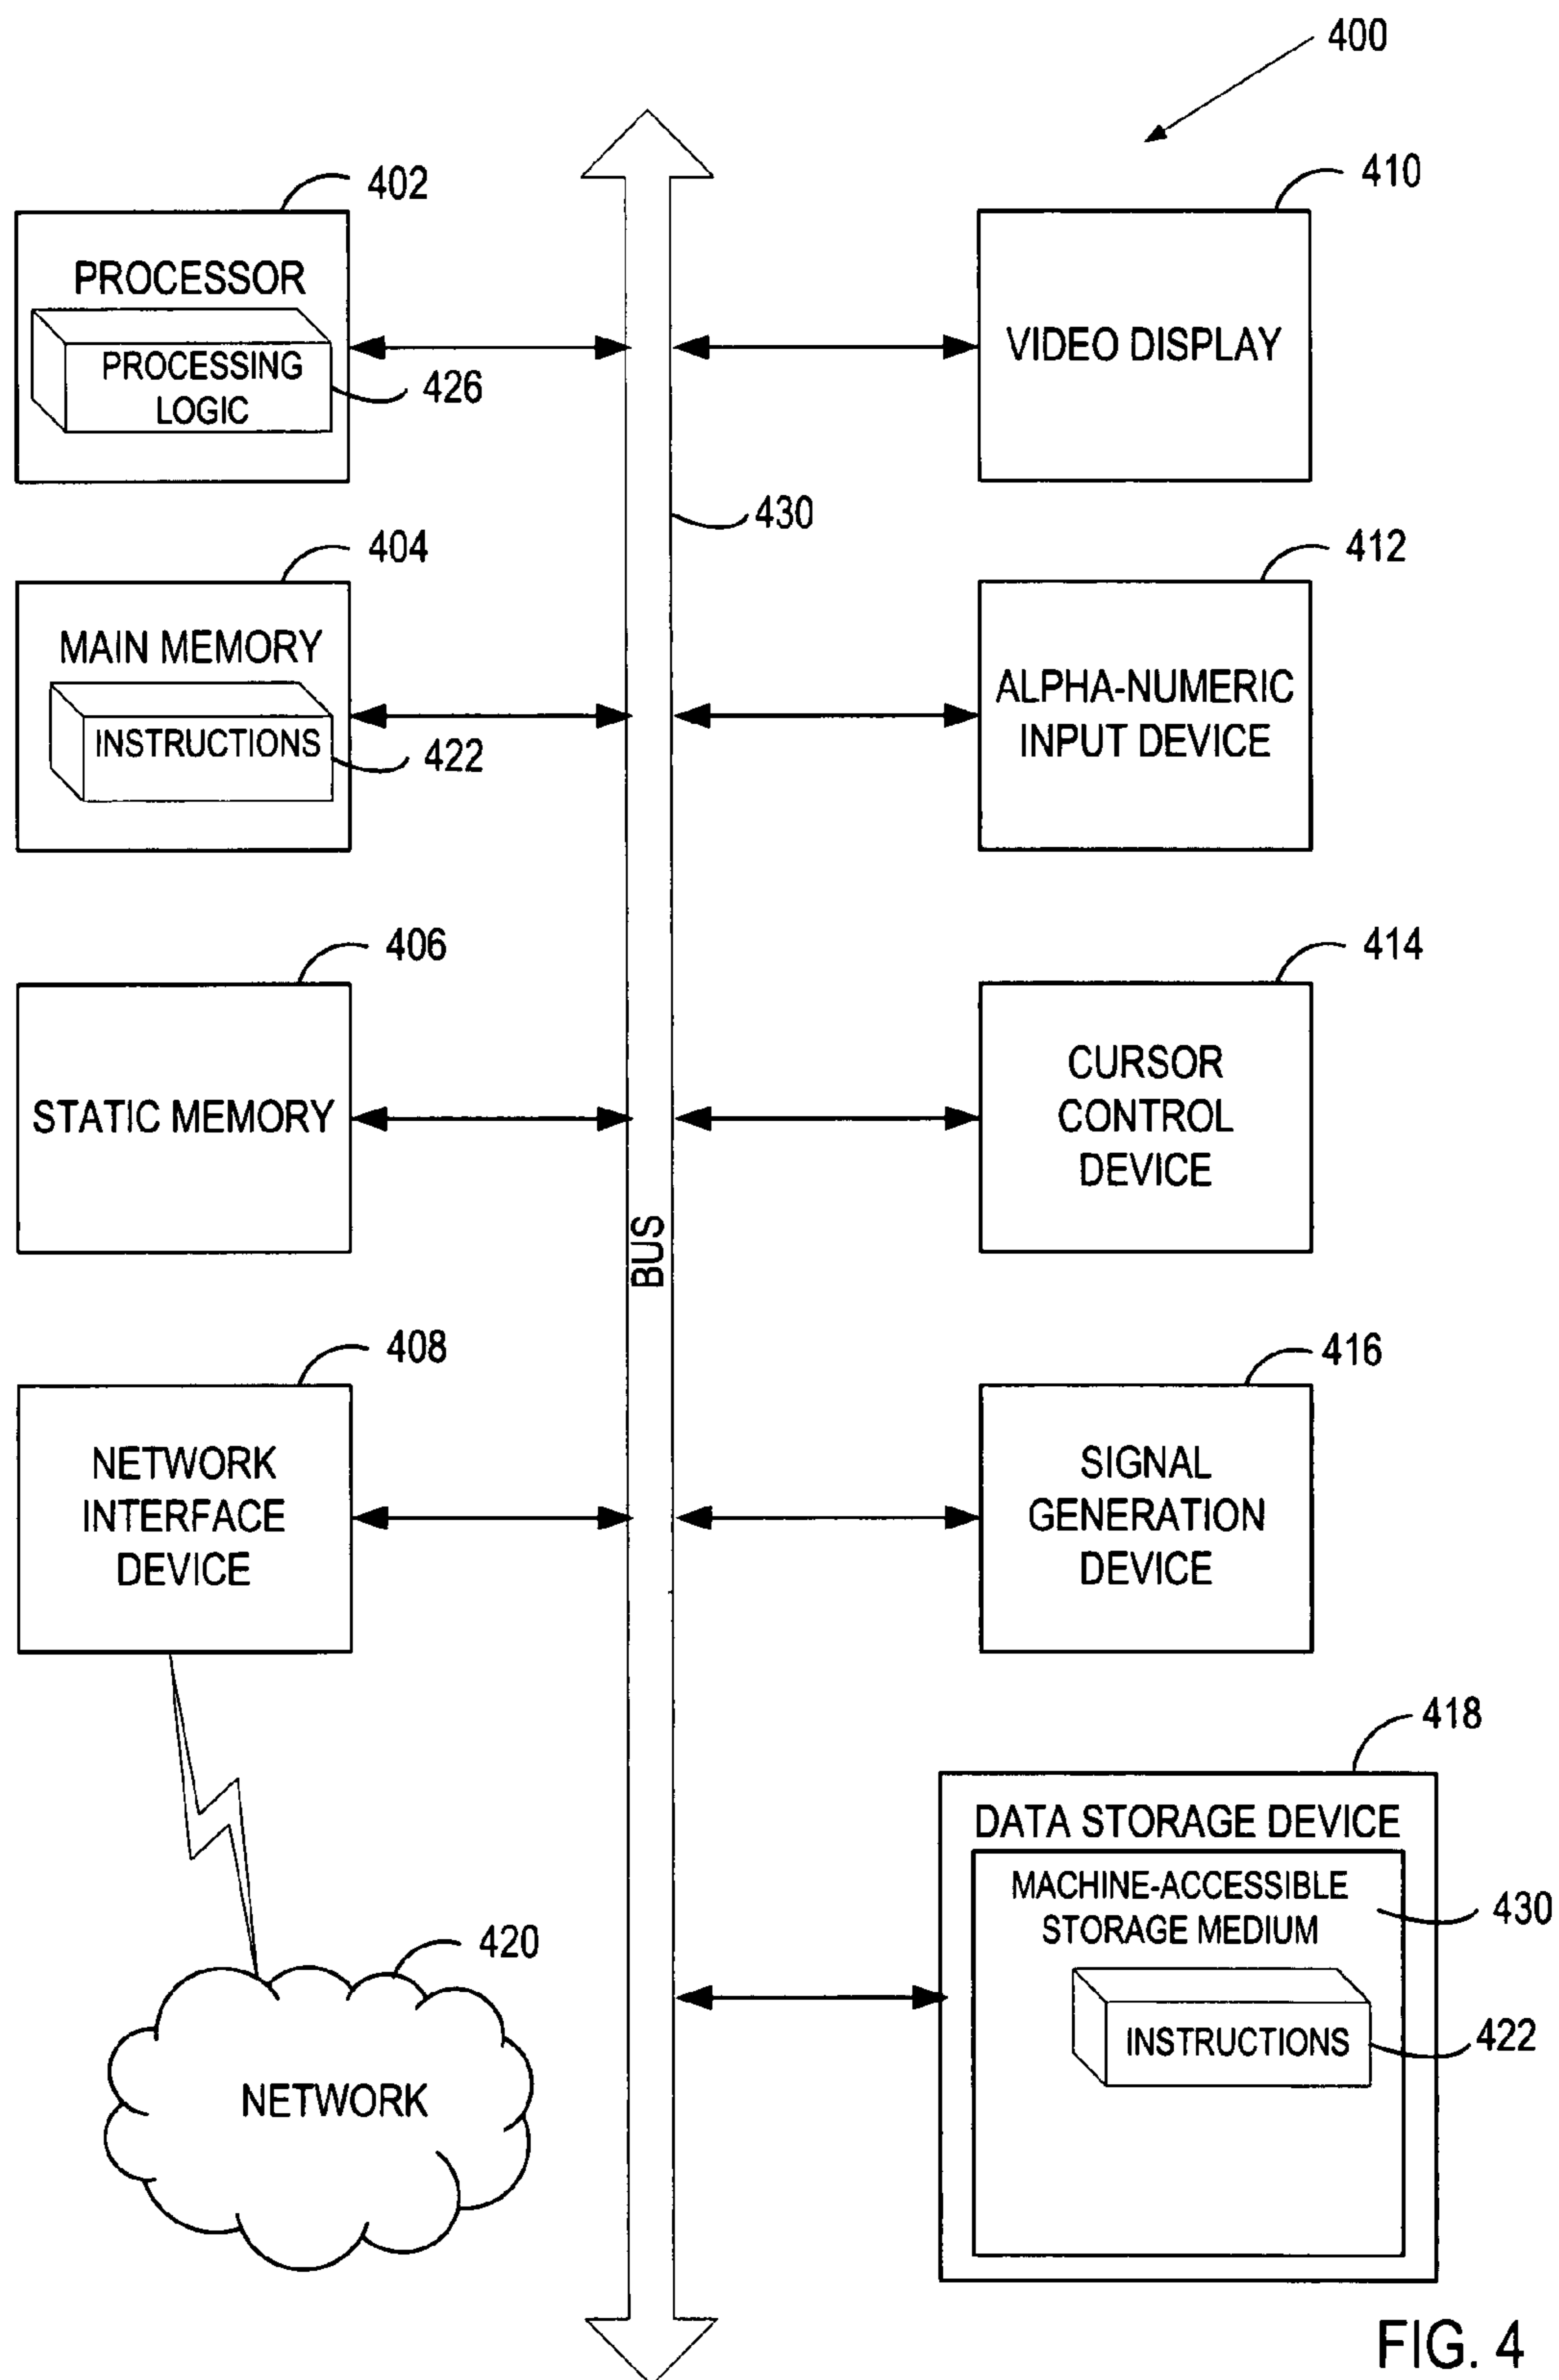 400
402
PROCESSOR
PROCESSING
LOGIC
426
410
VIDEO DISPLAY
430
404
MAIN MEMORY
INSTRUCTIONS
422
412
ALPHA-NUMERIC
INPUT DEVICE
406
STATIC MEMORY
414
CURSOR
CONTROL
DEVICE
BUS
408
NETWORK
INTERFACE
DEVICE
416
SIGNAL
GENERATION
DEVICE
418
DATA STORAGE DEVICE
MACHINE-ACCESSIBLE
STORAGE MEDIUM
430
INSTRUCTIONS
422
420
NETWORK
FIG. 4